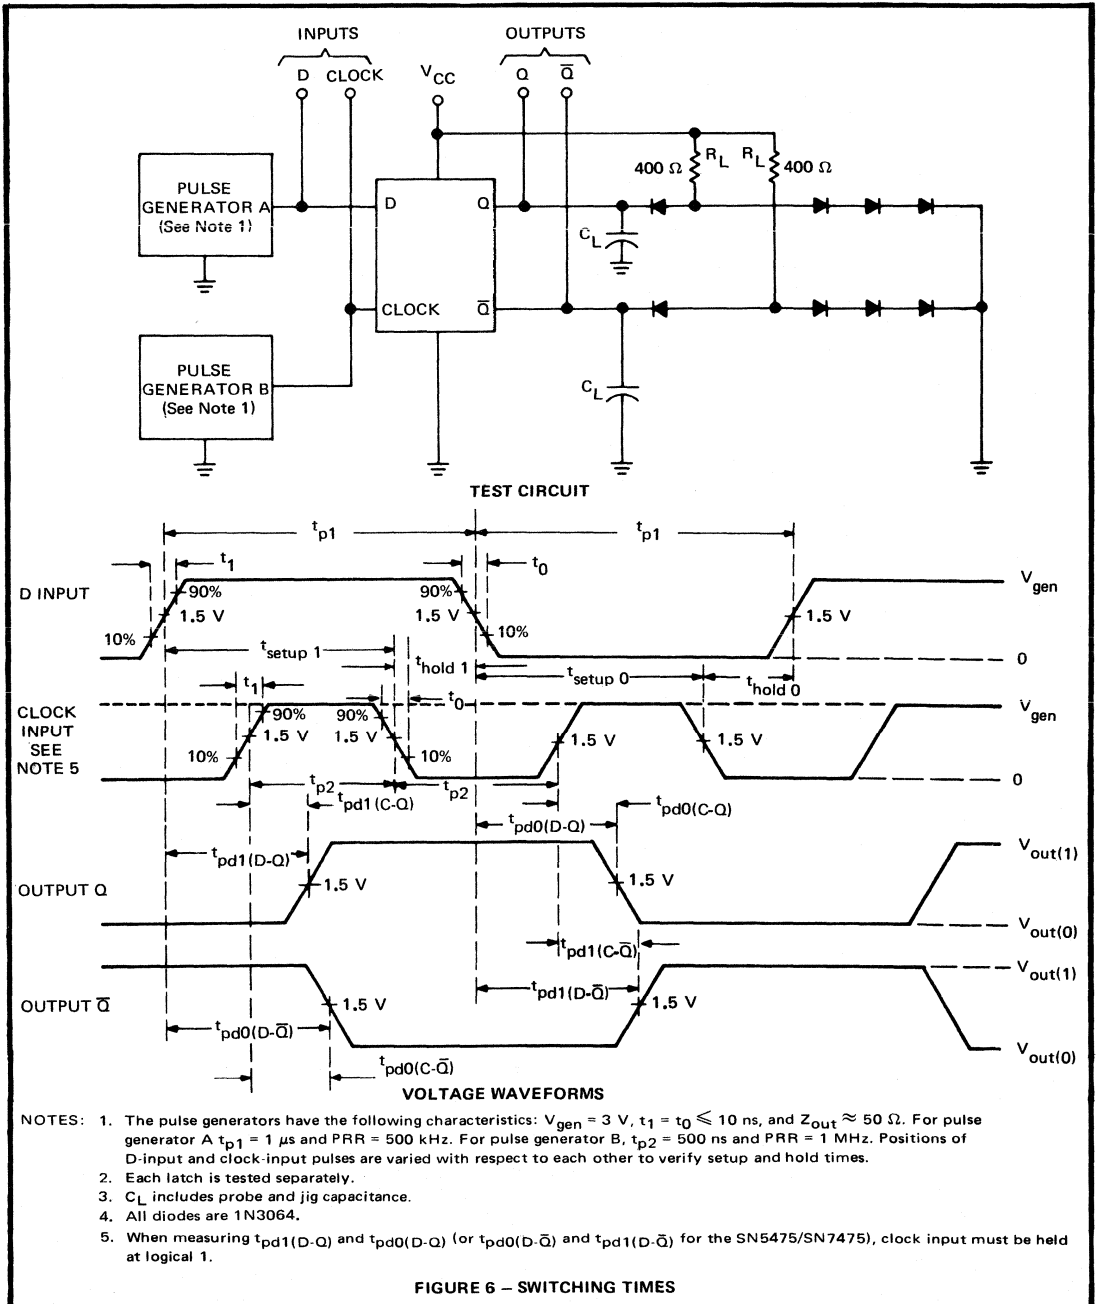 INPUTS OUTPUTS
D CLOCK VCC Q Q̅
PULSE GENERATOR A (See Note 1)
D Q
CLOCK Q̅
400 Ω RL RL 400 Ω
CL
PULSE GENERATOR B (See Note 1)
CL
TEST CIRCUIT
tp1 tp1
t1 t0
D INPUT
10% 1.5 V 90% 90% 1.5 V 10% 1.5 V
Vgen
0
tsetup 1
thold 1
tsetup 0
thold 0
t1 t0
CLOCK INPUT SEE NOTE 5
10% 1.5 V 90% 90% 1.5 V 10% 1.5 V 1.5 V
Vgen
0
tp2 tp2
tpd1(C-Q)
tpd0(C-Q)
tpd0(D-Q)
tpd1(D-Q)
OUTPUT Q
1.5 V 1.5 V
Vout(1)
Vout(0)
tpd1(C-Q̅)
tpd1(D-Q̅)
OUTPUT Q̅
1.5 V 1.5 V
Vout(1)
Vout(0)
tpd0(D-Q̅)
tpd0(C-Q̅)
VOLTAGE WAVEFORMS
NOTES: 1. The pulse generators have the following characteristics: Vgen = 3 V, t1 = t0 ⩽ 10 ns, and Zout ≈ 50 Ω. For pulse
generator A tp1 = 1 μs and PRR = 500 kHz. For pulse generator B, tp2 = 500 ns and PRR = 1 MHz. Positions of
D-input and clock-input pulses are varied with respect to each other to verify setup and hold times.
2. Each latch is tested separately.
3. CL includes probe and jig capacitance.
4. All diodes are 1N3064.
5. When measuring tpd1(D-Q) and tpd0(D-Q) (or tpd0(D-Q̅) and tpd1(D-Q̅) for the SN5475/SN7475), clock input must be held
at logical 1.
FIGURE 6 – SWITCHING TIMES